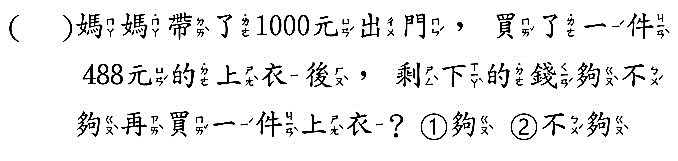 (　)媽媽帶了1000元出門，買了一件
488元的上衣後，剩下的錢夠不
夠再買一件上衣？①夠 ②不夠